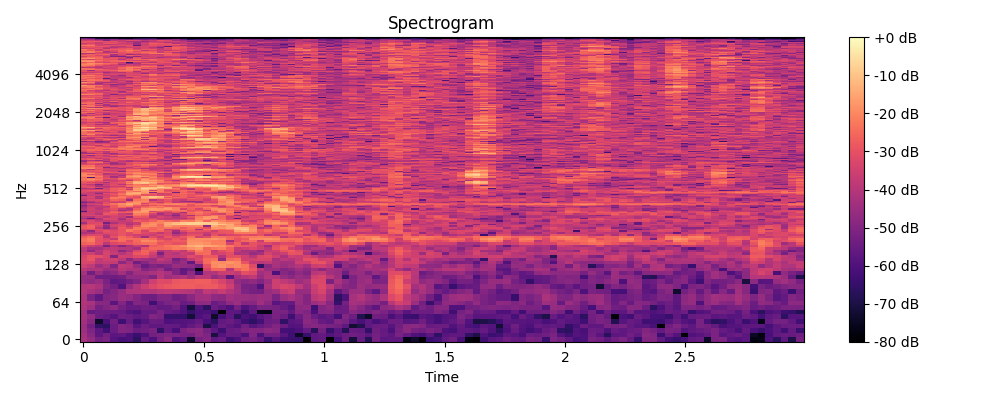 Spectrogram
Hz
4096
2048
1024
512
256
128
64
0
0 0.5 1 1.5 2 2.5
Time
+0 dB
-10 dB
-20 dB
-30 dB
-40 dB
-50 dB
-60 dB
-70 dB
-80 dB